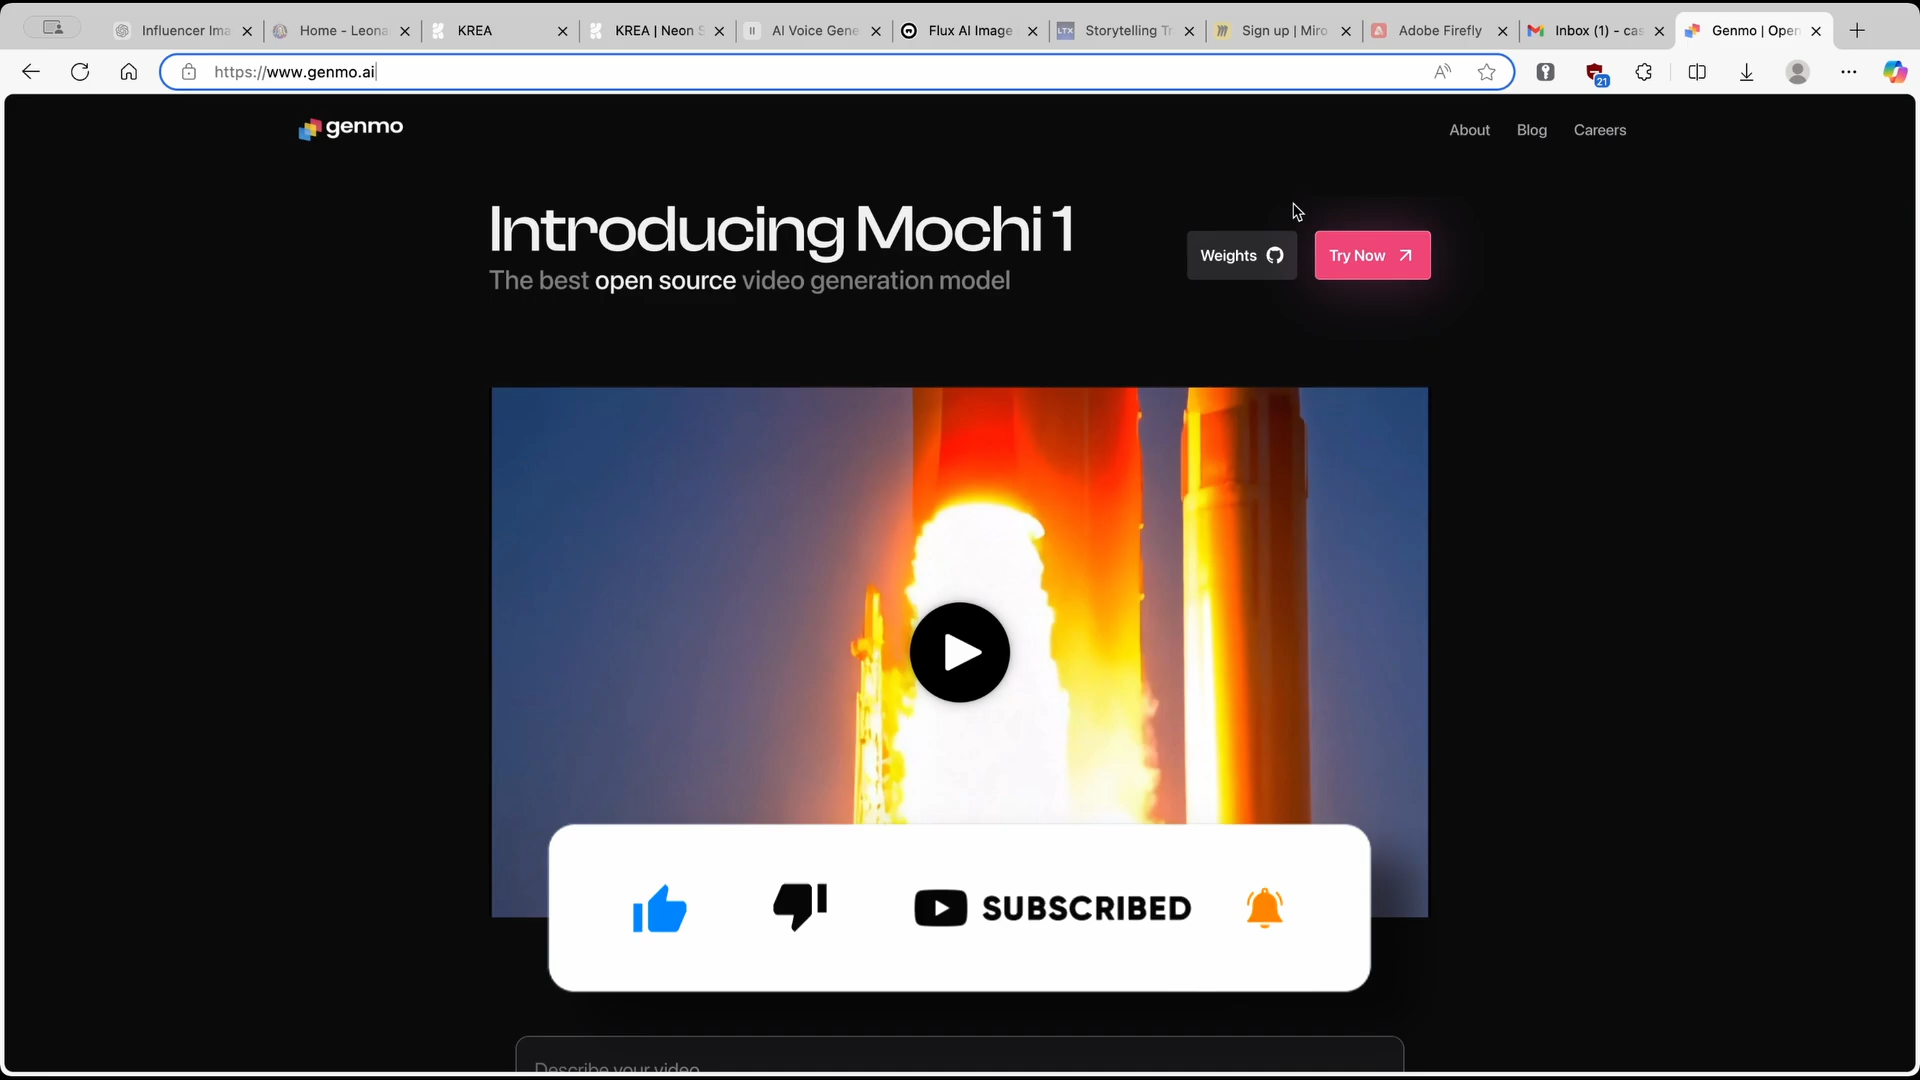 Influencer Ima
Home - Leona
KREA
KREA | Neon S
AI Voice Gene
Flux AI Image
LTX
Storytelling Tr
Sign up | Miro
Adobe Firefly
Inbox (1) - cas
Genmo | Open
https://www.genmo.ai
21
genmo
About
Blog
Careers
Introducing Mochi 1
The best open source video generation model
Weights
Try Now
SUBSCRIBED
Describe your video